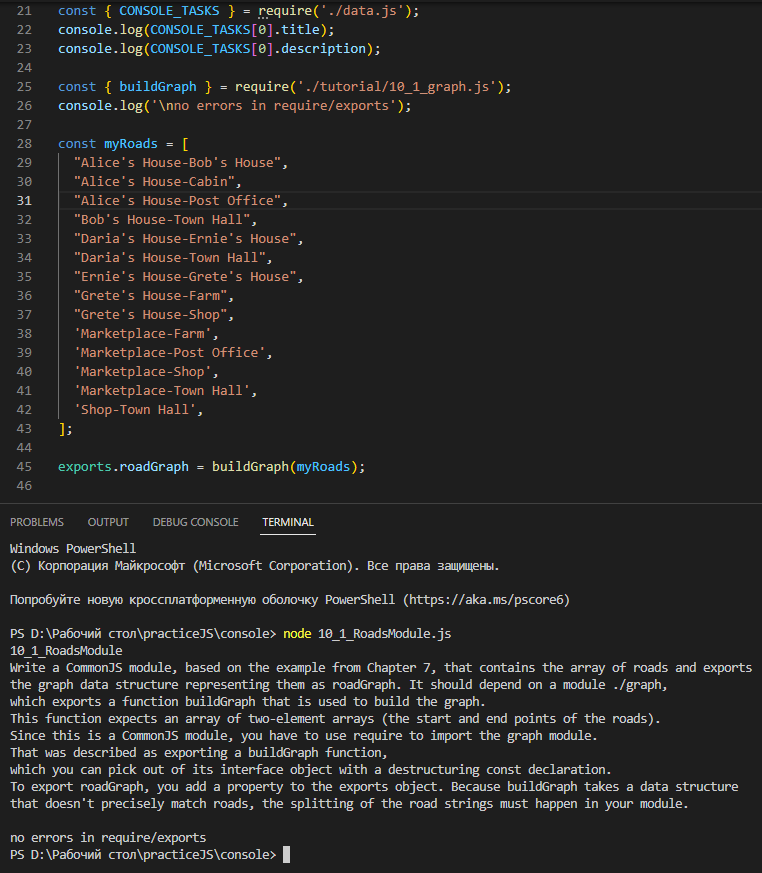 21 const { CONSOLE_TASKS } = require('./data.js');
22 console.log(CONSOLE_TASKS[0].title);
23 console.log(CONSOLE_TASKS[0].description);
24
25 const { buildGraph } = require('./tutorial/10_1_graph.js');
26 console.log('\nno errors in require/exports');
27
28 const myRoads = [
29   "Alice's House-Bob's House",
30   "Alice's House-Cabin",
31   "Alice's House-Post Office",
32   "Bob's House-Town Hall",
33   "Daria's House-Ernie's House",
34   "Daria's House-Town Hall",
35   "Ernie's House-Grete's House",
36   "Grete's House-Farm",
37   "Grete's House-Shop",
38   'Marketplace-Farm',
39   'Marketplace-Post Office',
40   'Marketplace-Shop',
41   'Marketplace-Town Hall',
42   'Shop-Town Hall',
43 ];
44
45 exports.roadGraph = buildGraph(myRoads);
46
PROBLEMS OUTPUT DEBUG CONSOLE TERMINAL
Windows PowerShell
(C) Корпорация Майкрософт (Microsoft Corporation). Все права защищены.
Попробуйте новую кроссплатформенную оболочку PowerShell (https://aka.ms/pscore6)
PS D:\Рабочий стол\practiceJS\console> node 10_1_RoadsModule.js
10_1_RoadsModule
Write a CommonJS module, based on the example from Chapter 7, that contains the array of roads and exports
the graph data structure representing them as roadGraph. It should depend on a module ./graph,
which exports a function buildGraph that is used to build the graph.
This function expects an array of two-element arrays (the start and end points of the roads).
Since this is a CommonJS module, you have to use require to import the graph module.
That was described as exporting a buildGraph function,
which you can pick out of its interface object with a destructuring const declaration.
To export roadGraph, you add a property to the exports object. Because buildGraph takes a data structure
that doesn't precisely match roads, the splitting of the road strings must happen in your module.
no errors in require/exports
PS D:\Рабочий стол\practiceJS\console>